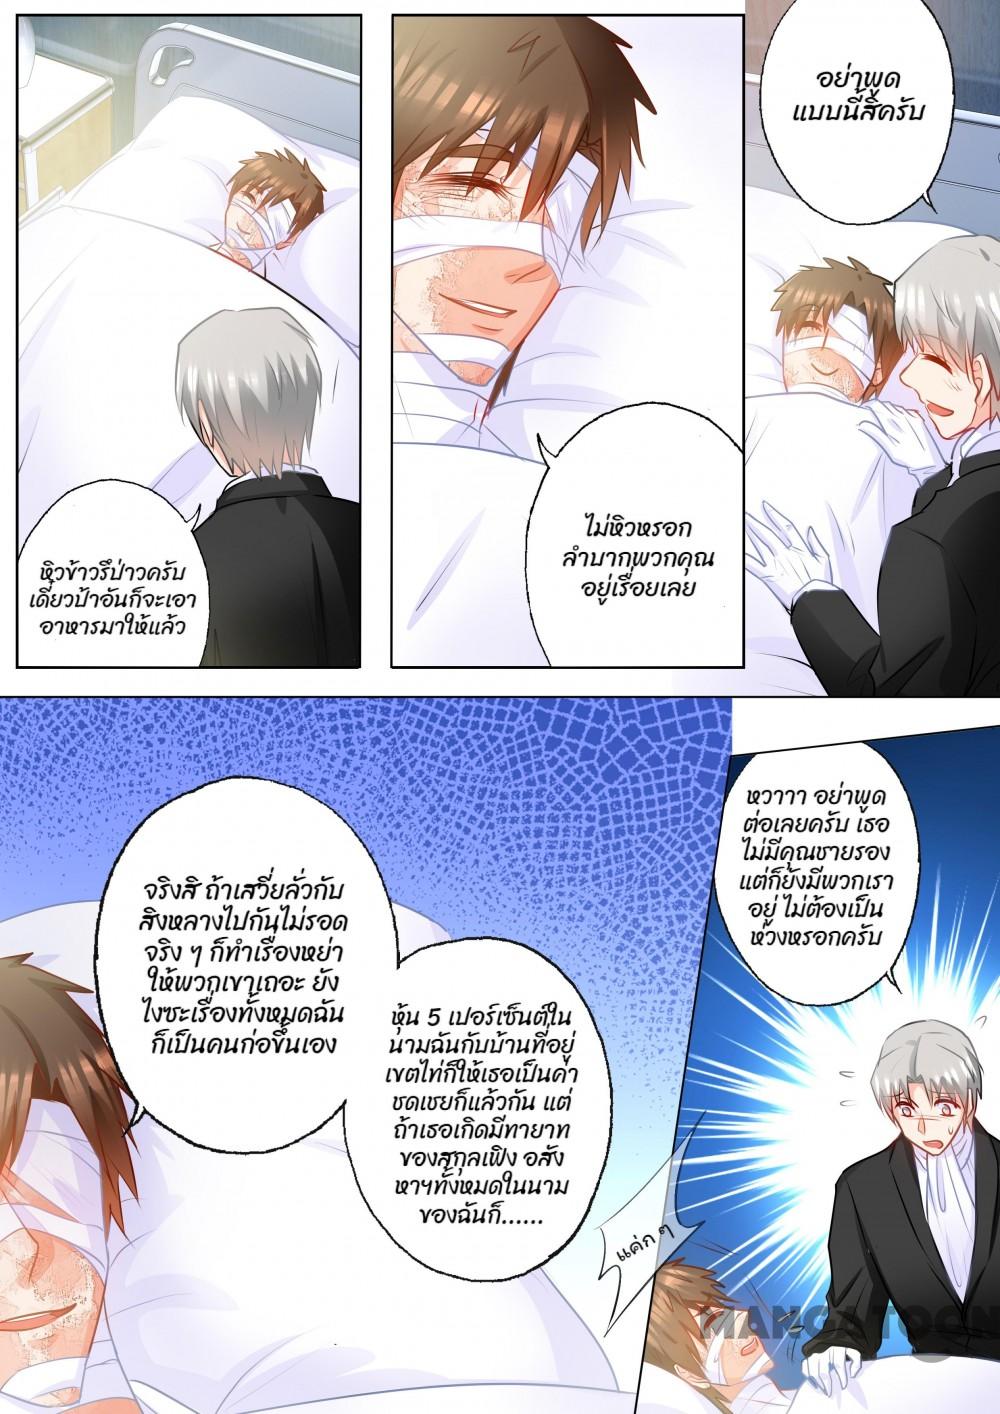 หิวข้าวรึป่าวครับ
เดี๋ยวป้าอันก็จะเอา
อาหารมาให้แล้ว
ไม่หิวหรอก
ลำบากพวกคุณ
อยู่เรื่อยเลย
อย่าพูด
แบบนี้สิครับ
จริงสิ ถ้าเสวี่ยลั่วกับ
สิงหลางไปกันไม่รอด
จริง ๆ ก็ทำเรื่องหย่า
ให้พวกเขาเถอะ ยัง
ไงซะเรื่องทั้งหมดฉัน
ก็เป็นคนก่อขึ้นเอง
หุ้น 5 เปอร์เซ็นต์ใน
นามฉันกับบ้านที่อยู่
เขตไท่ก็ให้เธอเป็นค่า
ชดเชยก็แล้วกัน แต่
ถ้าเธอเกิดมีทายาท
ของสกุลเฟิง อสัง
หาฯทั้งหมดในนาม
ของฉันก็......
แค่ก ๆ
หวาาา อย่าพูด
ต่อเลยครับ เธอ
ไม่มีคุณชายรอง
แต่ก็ยังมีพวกเรา
อยู่ ไม่ต้องเป็น
ห่วงหรอกครับ
MANGATOON